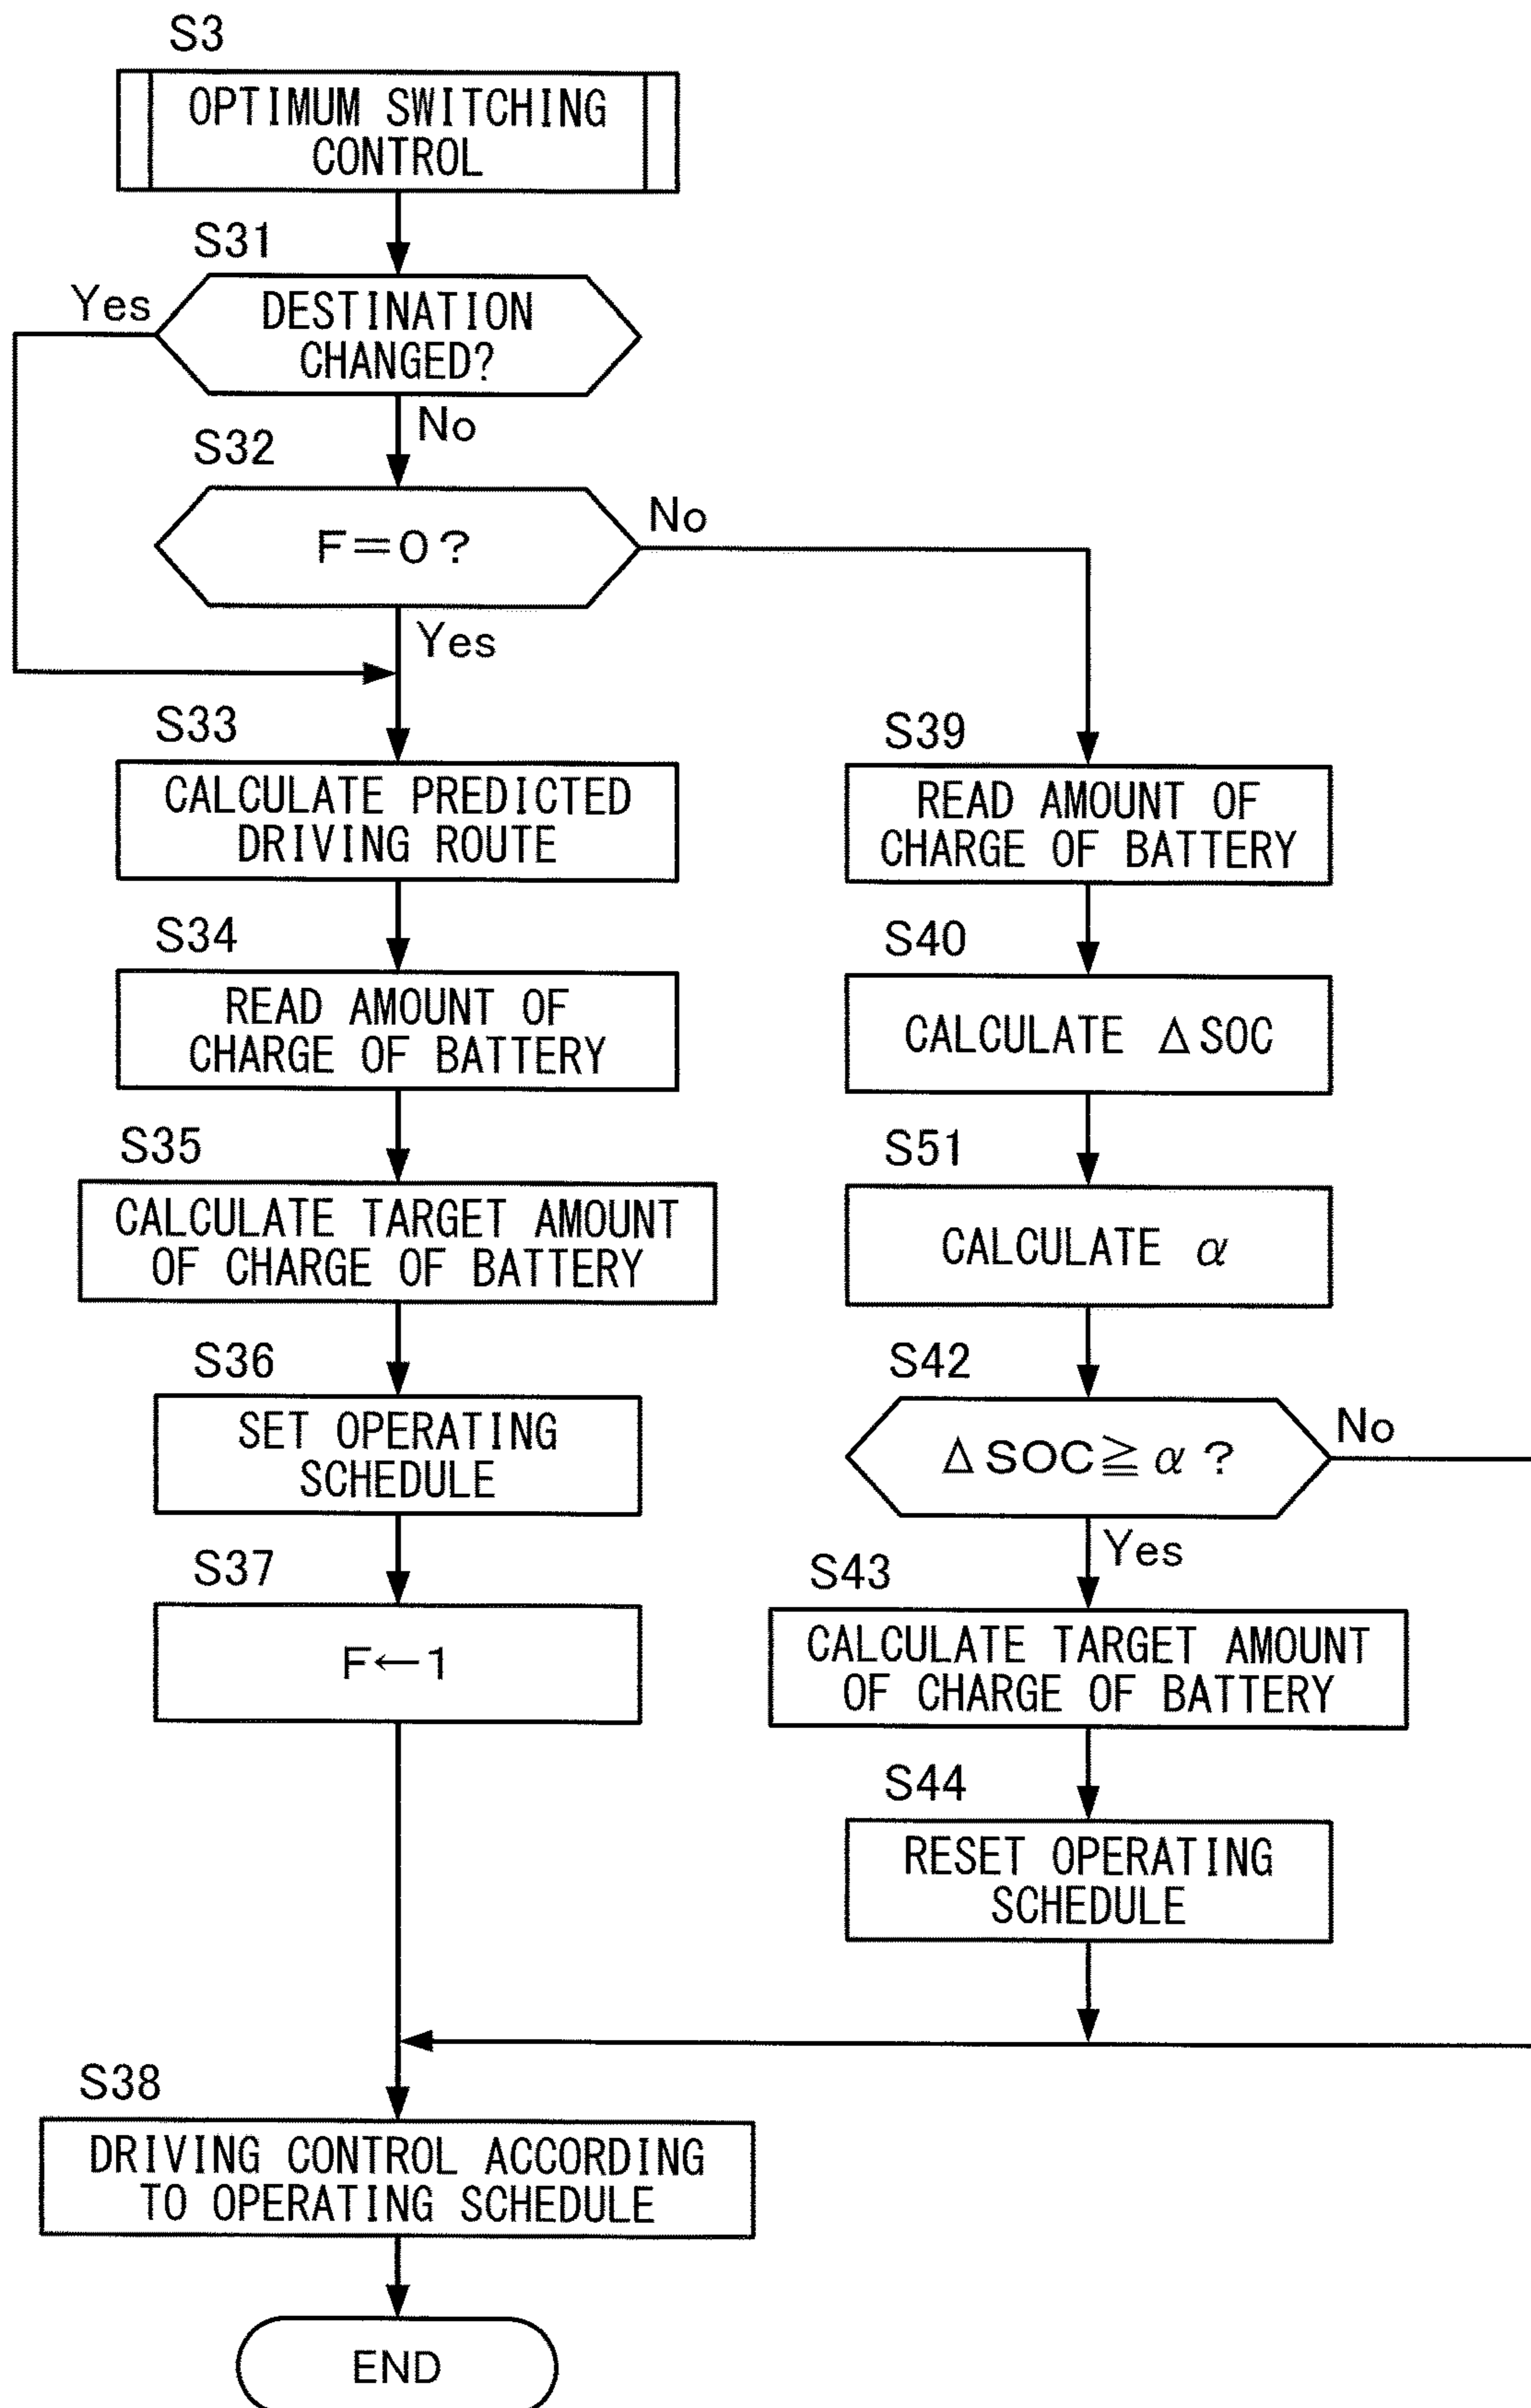 S3
OPTIMUM SWITCHING
CONTROL
S31
Yes
DESTINATION
CHANGED?
No
S32
F=0?
No
Yes
S33
CALCULATE PREDICTED
DRIVING ROUTE
S34
READ AMOUNT OF
CHARGE OF BATTERY
S35
CALCULATE TARGET AMOUNT
OF CHARGE OF BATTERY
S36
SET OPERATING
SCHEDULE
S37
F←1
S39
READ AMOUNT OF
CHARGE OF BATTERY
S40
CALCULATE ΔSOC
S51
CALCULATE α
S42
ΔSOC≧α?
No
Yes
S43
CALCULATE TARGET AMOUNT
OF CHARGE OF BATTERY
S44
RESET OPERATING
SCHEDULE
S38
DRIVING CONTROL ACCORDING
TO OPERATING SCHEDULE
END